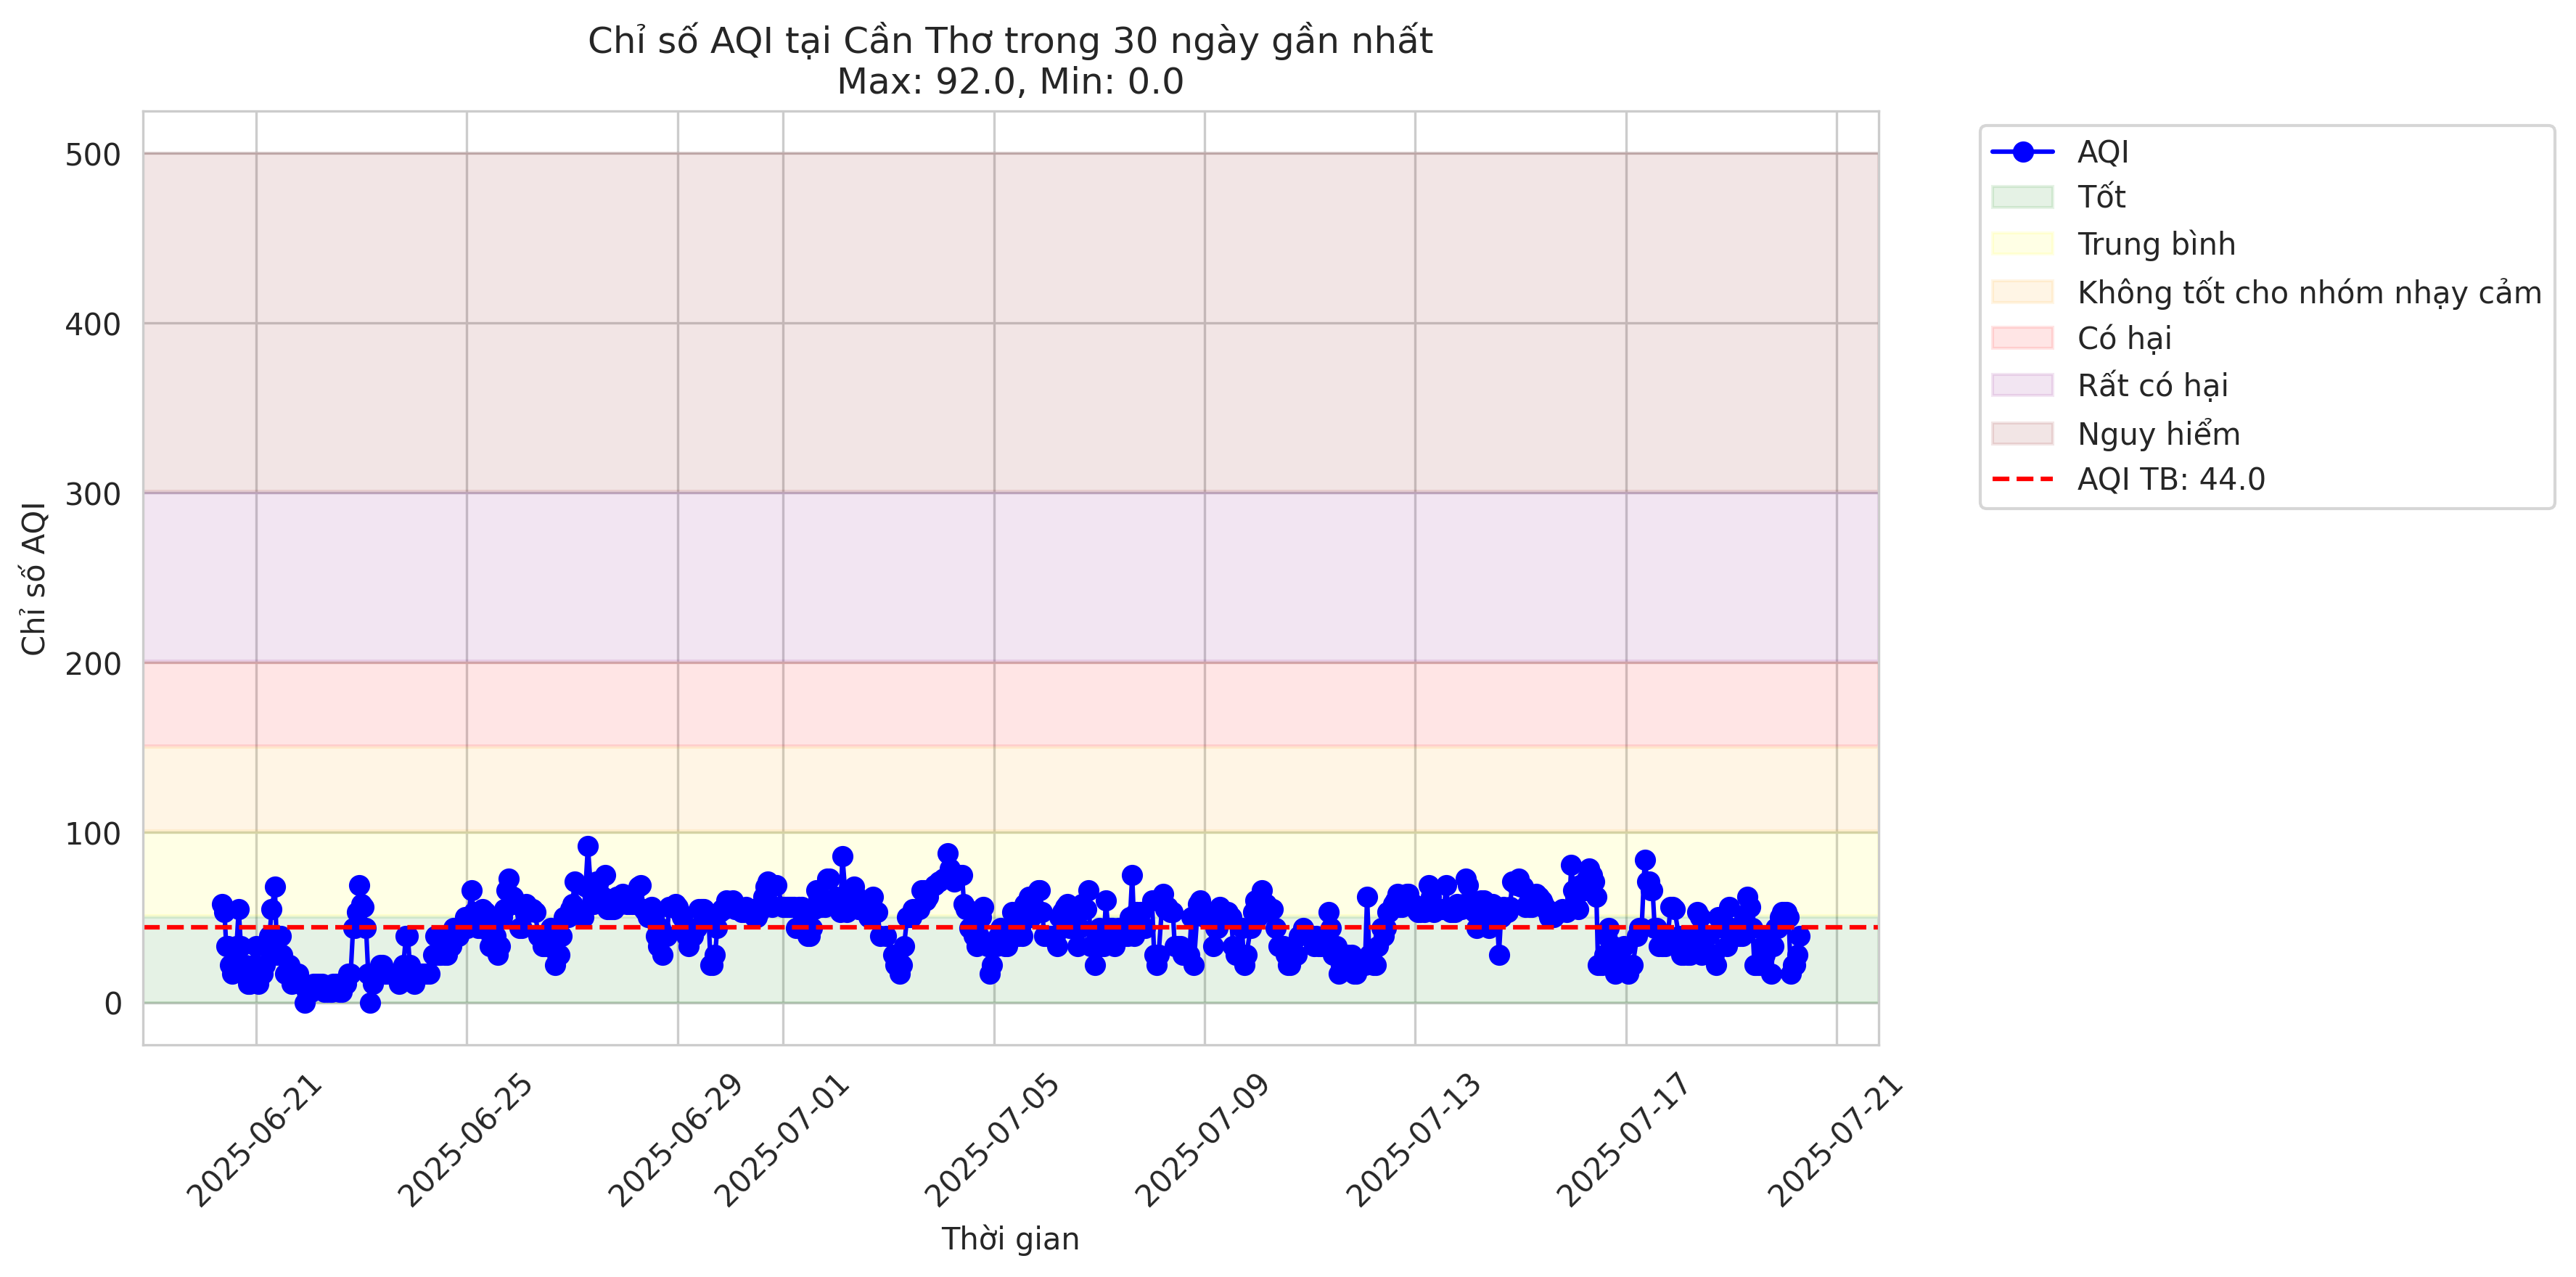 Chỉ số AQI tại Cần Thơ trong 30 ngày gần nhất
Max: 92.0, Min: 0.0
Chỉ số AQI
500
400
300
200
100
0
2025-06-21
2025-06-25
2025-06-29
2025-07-01
2025-07-05
2025-07-09
2025-07-13
2025-07-17
2025-07-21
Thời gian
AQI
Tốt
Trung bình
Không tốt cho nhóm nhạy cảm
Có hại
Rất có hại
Nguy hiểm
AQI TB: 44.0